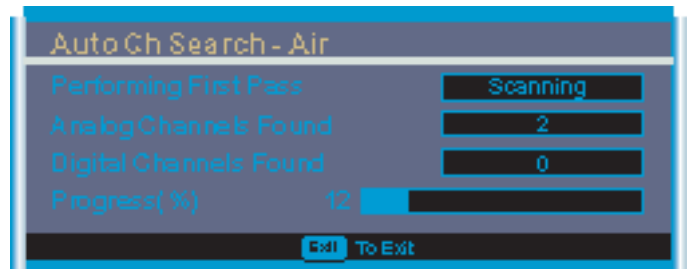 Auto Ch Search - Air
Performing First Pass Scanning
Analog Channels Found 2
Digital Channels Found 0
Progress(%) 12
Exit To Exit